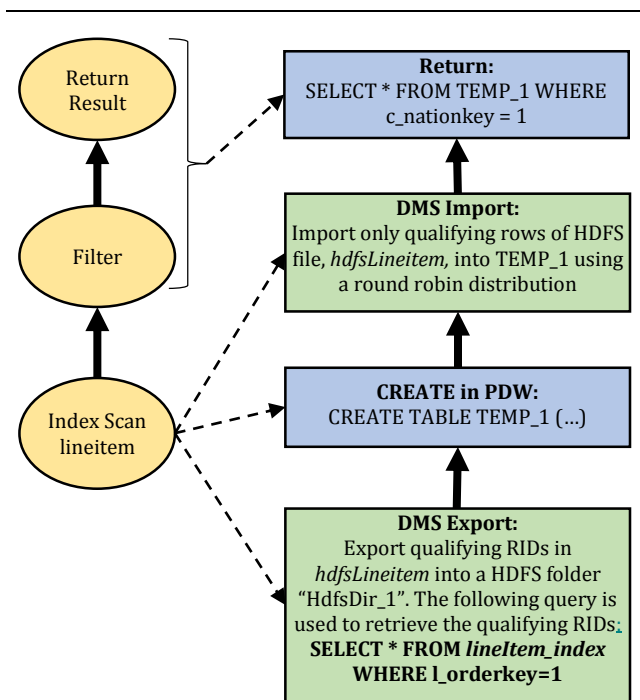 Return
Result
Filter
Index Scan
lineitem
Return:
SELECT * FROM TEMP_1 WHERE
c_nationkey = 1
DMS Import:
Import only qualifying rows of HDFS
file, hdfsLineitem, into TEMP_1 using
a round robin distribution
CREATE in PDW:
CREATE TABLE TEMP_1 (…)
DMS Export:
Export qualifying RIDs in
hdfsLineitem into a HDFS folder
“HdfsDir_1”. The following query is
used to retrieve the qualifying RIDs:
SELECT * FROM lineItem_index
WHERE l_orderkey=1